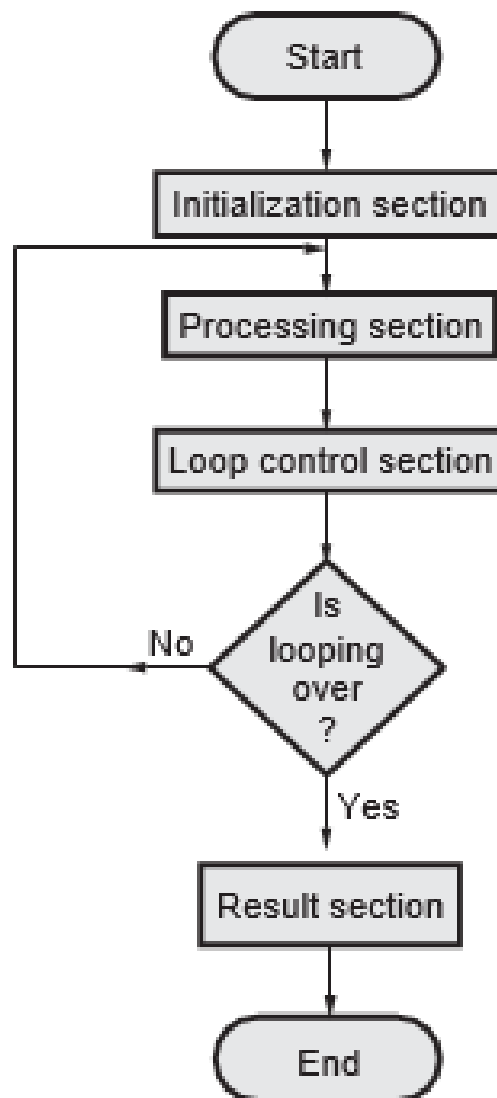 Start
Initialization section
Processing section
Loop control section
Is
looping
over
?
No
Yes
Result section
End